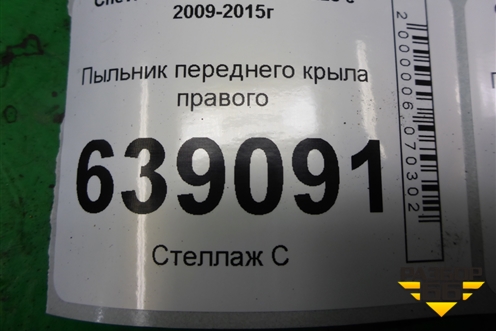 2009-2015г
Пыльник переднего крыла
правого
639091
Стеллаж С
2000006070302